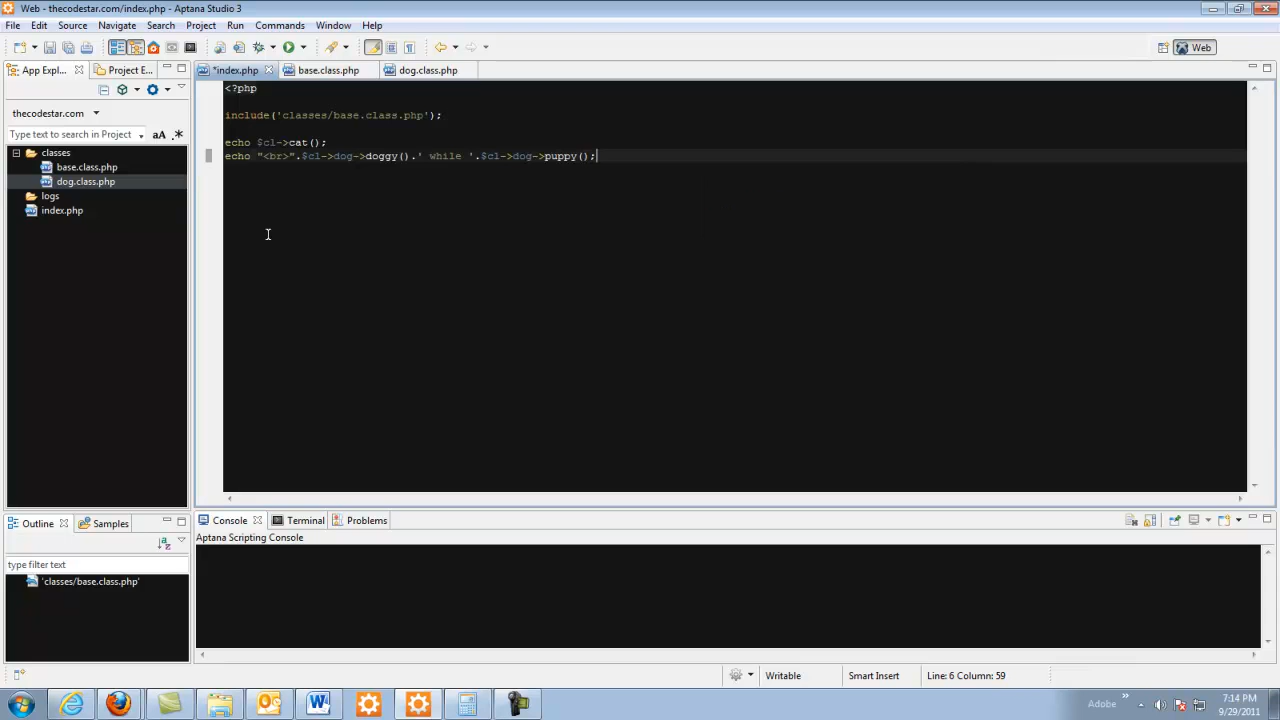 Web - thecodestar.com/index.php - Aptana Studio 3
File Edit Source Navigate Search Project Run Commands Window Help
Web
App Expl... Project E... *index.php base.class.php dog.class.php
thecodestar.com
Type text to search in Project aA .*
classes
base.class.php
dog.class.php
logs
index.php
<?php
include('classes/base.class.php');
echo $cl->cat();
echo "<br>".$cl->dog->doggy().' while '.$cl->dog->puppy();
Outline Samples
type filter text
'classes/base.class.php'
Console Terminal Problems
Aptana Scripting Console
Writable Smart Insert Line: 6 Column: 59
Adobe
7:14 PM
9/29/2011